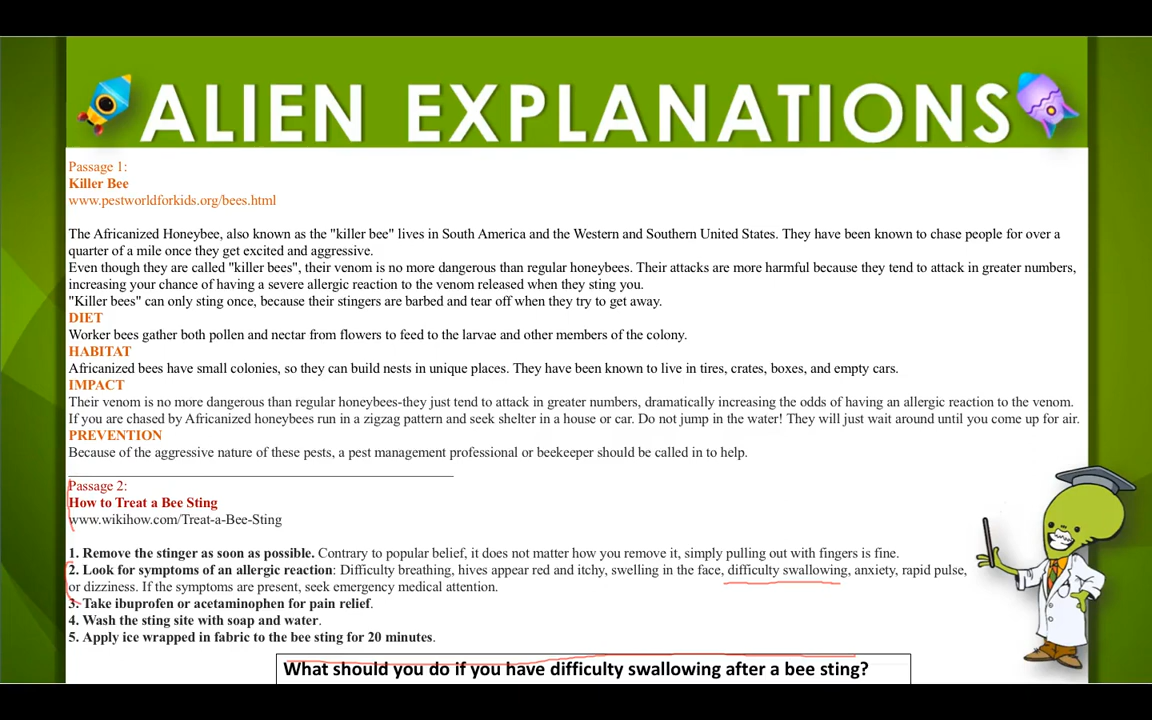 ALIEN EXPLANATIONS
Passage 1:
Killer Bee
www.pestworldforkids.org/bees.html
The Africanized Honeybee, also known as the "killer bee" lives in South America and the Western and Southern United States. They have been known to chase people for over a
quarter of a mile once they get excited and aggressive.
Even though they are called "killer bees", their venom is no more dangerous than regular honeybees. Their attacks are more harmful because they tend to attack in greater numbers,
increasing your chance of having a severe allergic reaction to the venom released when they sting you.
"Killer bees" can only sting once, because their stingers are barbed and tear off when they try to get away.
DIET
Worker bees gather both pollen and nectar from flowers to feed to the larvae and other members of the colony.
HABITAT
Africanized bees have small colonies, so they can build nests in unique places. They have been known to live in tires, crates, boxes, and empty cars.
IMPACT
Their venom is no more dangerous than regular honeybees-they just tend to attack in greater numbers, dramatically increasing the odds of having an allergic reaction to the venom.
If you are chased by Africanized honeybees run in a zigzag pattern and seek shelter in a house or car. Do not jump in the water! They will just wait around until you come up for air.
PREVENTION
Because of the aggressive nature of these pests, a pest management professional or beekeeper should be called in to help.
Passage 2:
How to Treat a Bee Sting
www.wikihow.com/Treat-a-Bee-Sting
1. Remove the stinger as soon as possible. Contrary to popular belief, it does not matter how you remove it, simply pulling out with fingers is fine.
2. Look for symptoms of an allergic reaction: Difficulty breathing, hives appear red and itchy, swelling in the face, difficulty swallowing, anxiety, rapid pulse,
or dizziness. If the symptoms are present, seek emergency medical attention.
3. Take ibuprofen or acetaminophen for pain relief.
4. Wash the sting site with soap and water.
5. Apply ice wrapped in fabric to the bee sting for 20 minutes.
What should you do if you have difficulty swallowing after a bee sting?